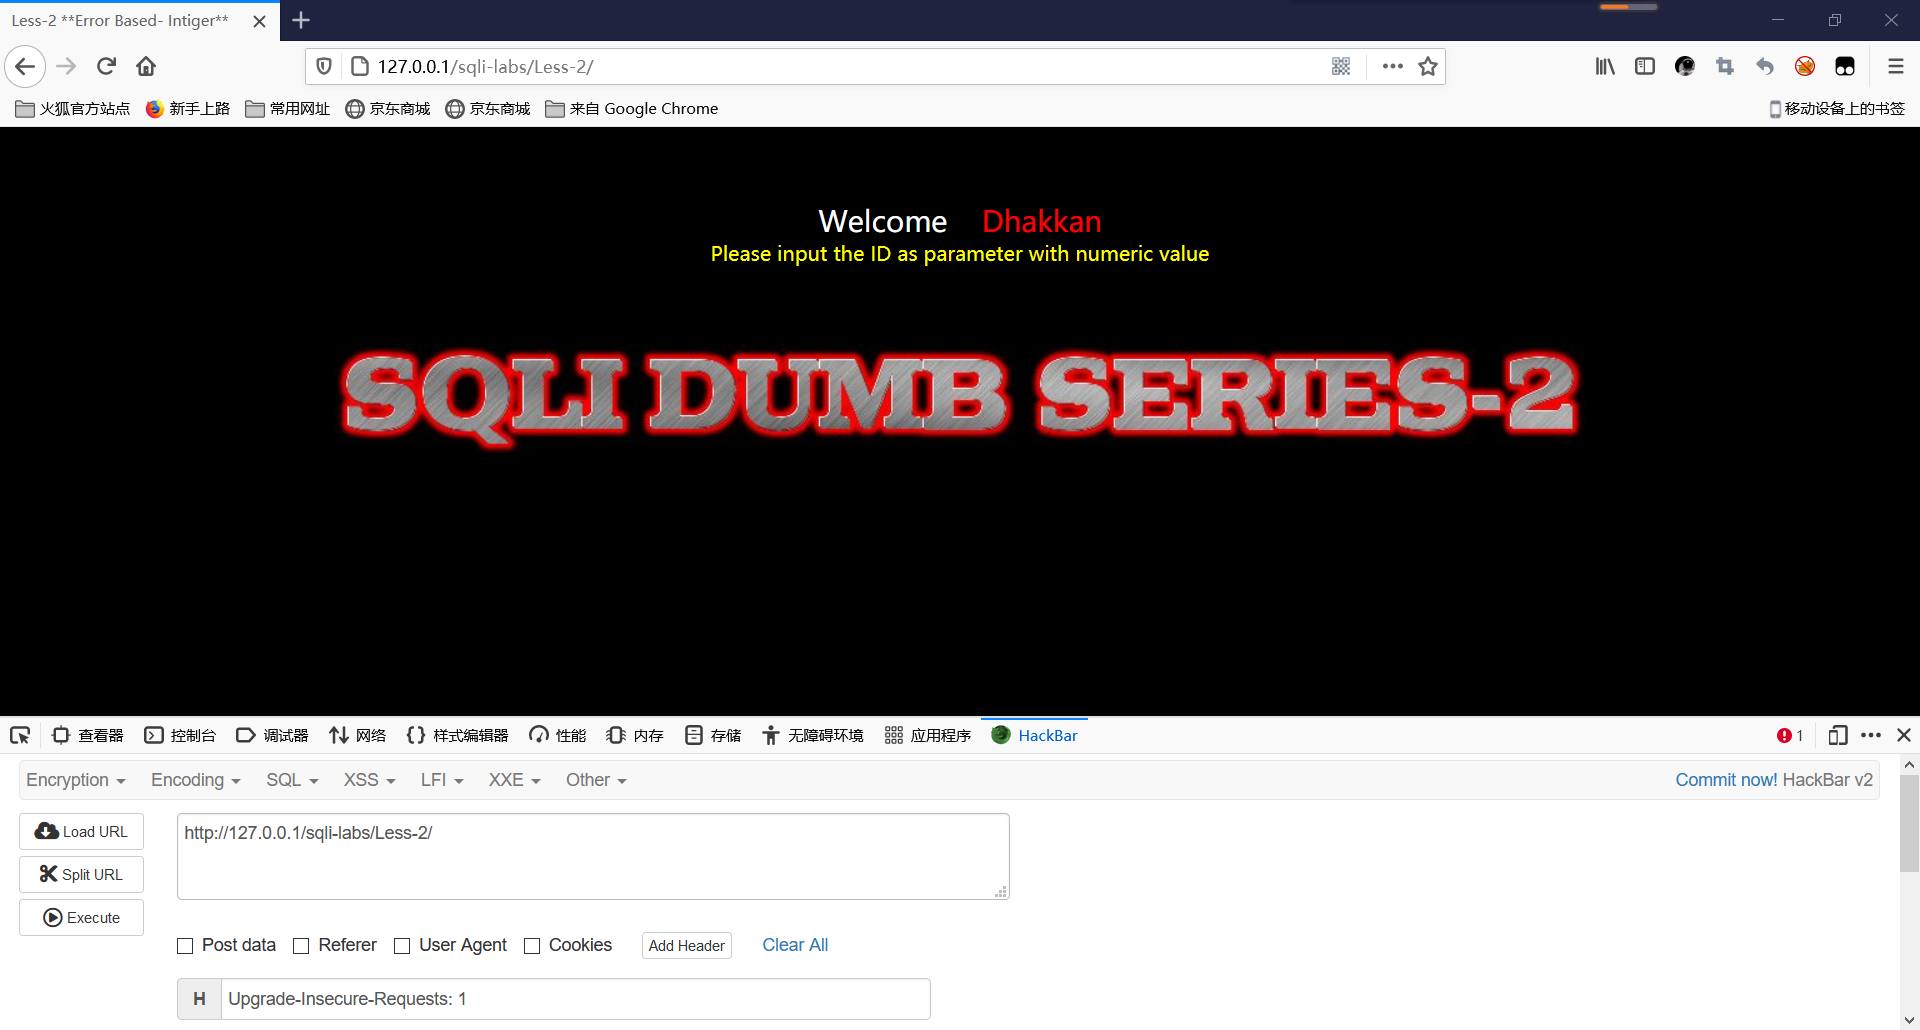 Less-2 **Error Based- Intiger**
127.0.0.1/sqli-labs/Less-2/
火狐官方站点 新手上路 常用网址 京东商城 京东商城 来自 Google Chrome 移动设备上的书签
Welcome Dhakkan
Please input the ID as parameter with numeric value
SQLI DUMB SERIES-2
查看器 控制台 调试器 网络 样式编辑器 性能 内存 存储 无障碍环境 应用程序 HackBar 1
Encryption Encoding SQL XSS LFI XXE Other Commit now! HackBar v2
Load URL http://127.0.0.1/sqli-labs/Less-2/
Split URL
Execute
Post data Referer User Agent Cookies Add Header Clear All
H Upgrade-Insecure-Requests: 1